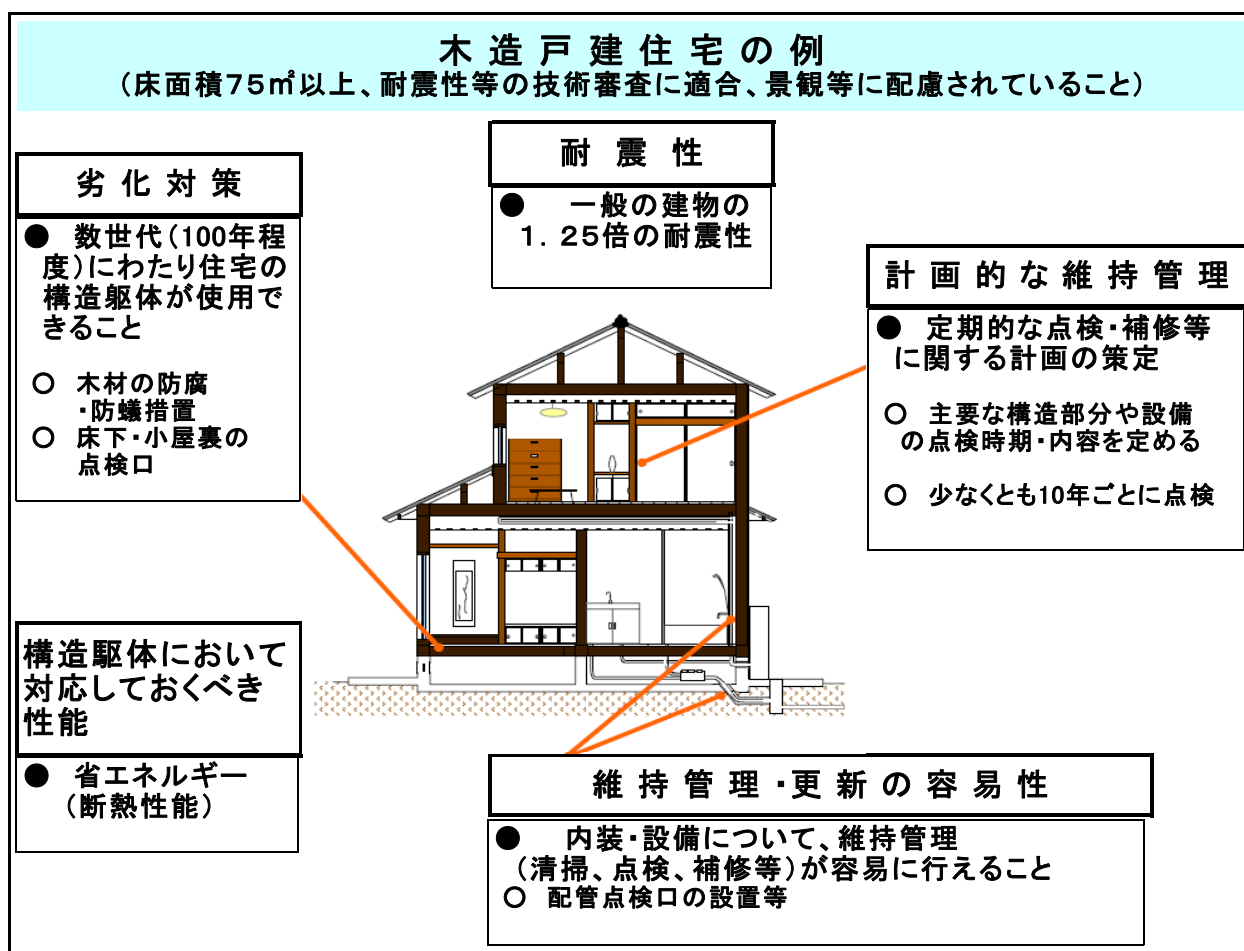 木造戸建住宅の例
(床面積75㎡以上、耐震性等の技術審査に適合、景観等に配慮されていること)
劣化対策
● 数世代(100年程
度)にわたり住宅の
構造躯体が使用で
きること
○ 木材の防腐
・防蟻措置
○ 床下・小屋裏の
点検口
耐震性
● 一般の建物の
1.25倍の耐震性
計画的な維持管理
● 定期的な点検・補修等
に関する計画の策定
○ 主要な構造部分や設備
の点検時期・内容を定める
○ 少なくとも10年ごとに点検
構造躯体において
対応しておくべき
性能
● 省エネルギー
(断熱性能)
維持管理・更新の容易性
● 内装・設備について、維持管理
(清掃、点検、補修等)が容易に行えること
○ 配管点検口の設置等